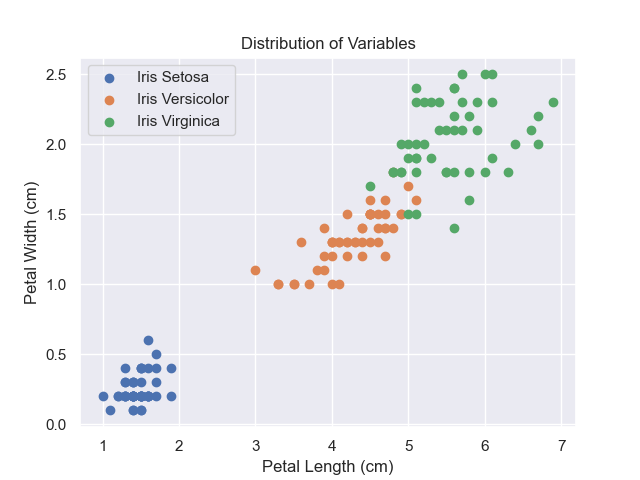 Distribution of Variables
Iris Setosa
Iris Versicolor
Iris Virginica
2.5
2.0
1.5
1.0
0.5
0.0
Petal Width (cm)
1 2 3 4 5 6 7
Petal Length (cm)